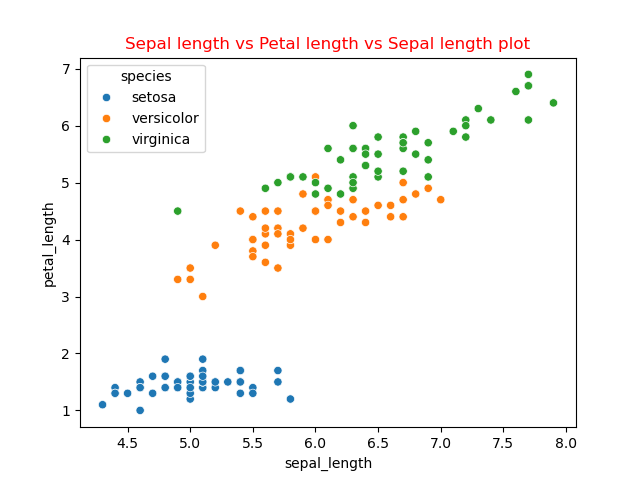 Sepal length vs Petal length vs Sepal length plot
species
setosa
versicolor
virginica
petal_length
7
6
5
4
3
2
1
4.5 5.0 5.5 6.0 6.5 7.0 7.5 8.0
sepal_length